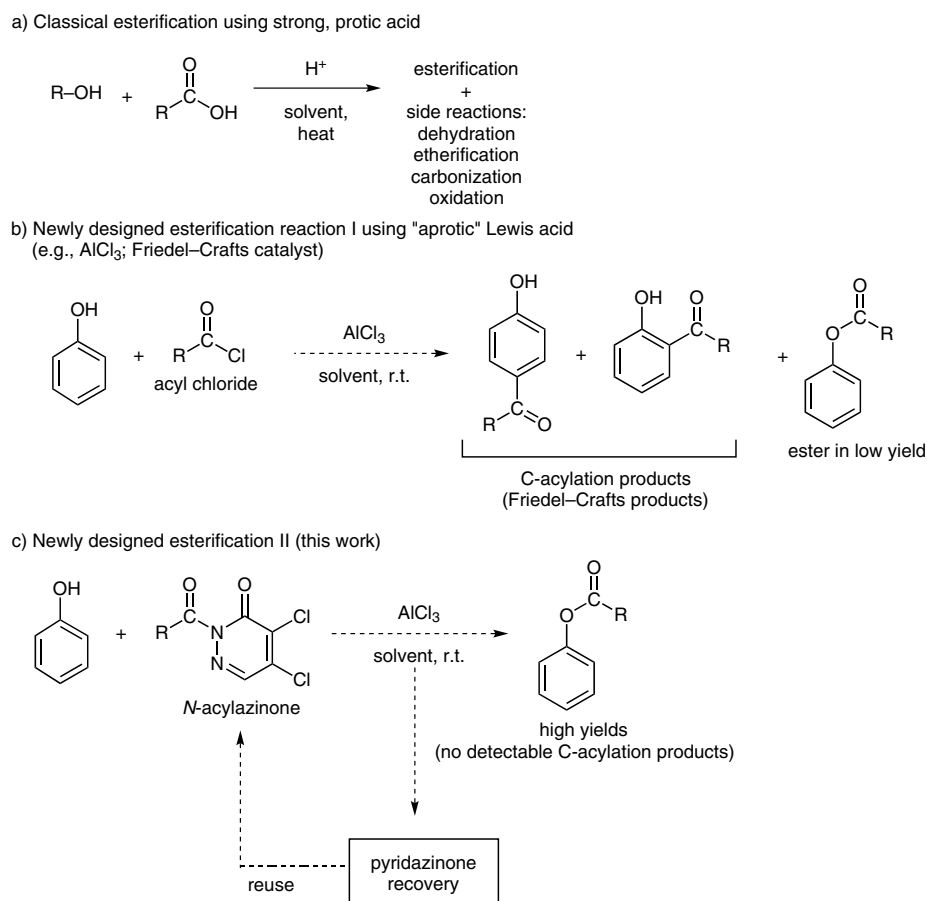 a) Classical esterification using strong, protic acid
R–OH
+
O
R
C
OH
H⁺
solvent,
heat
esterification
+
side reactions:
dehydration
etherification
carbonization
oxidation
b) Newly designed esterification reaction I using "aprotic" Lewis acid
(e.g., AlCl₃; Friedel–Crafts catalyst)
OH
+
O
R
C
Cl
acyl chloride
AlCl₃
solvent, r.t.
OH
R
C
O
+
OH
O
C
R
+
O
O
C
R
ester in low yield
C-acylation products
(Friedel–Crafts products)
c) Newly designed esterification II (this work)
OH
+
O
O
R
C
N
N
Cl
Cl
N-acylazinone
AlCl₃
solvent, r.t.
O
O
C
R
high yields
(no detectable C-acylation products)
pyridazinone
recovery
reuse